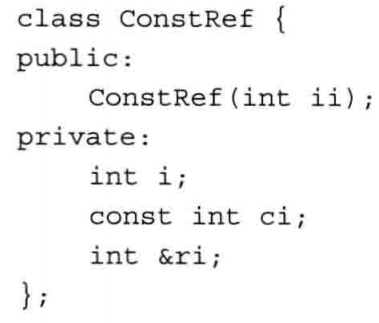 class ConstRef {
public:
    ConstRef(int ii);
private:
    int i;
    const int ci;
    int &ri;
};